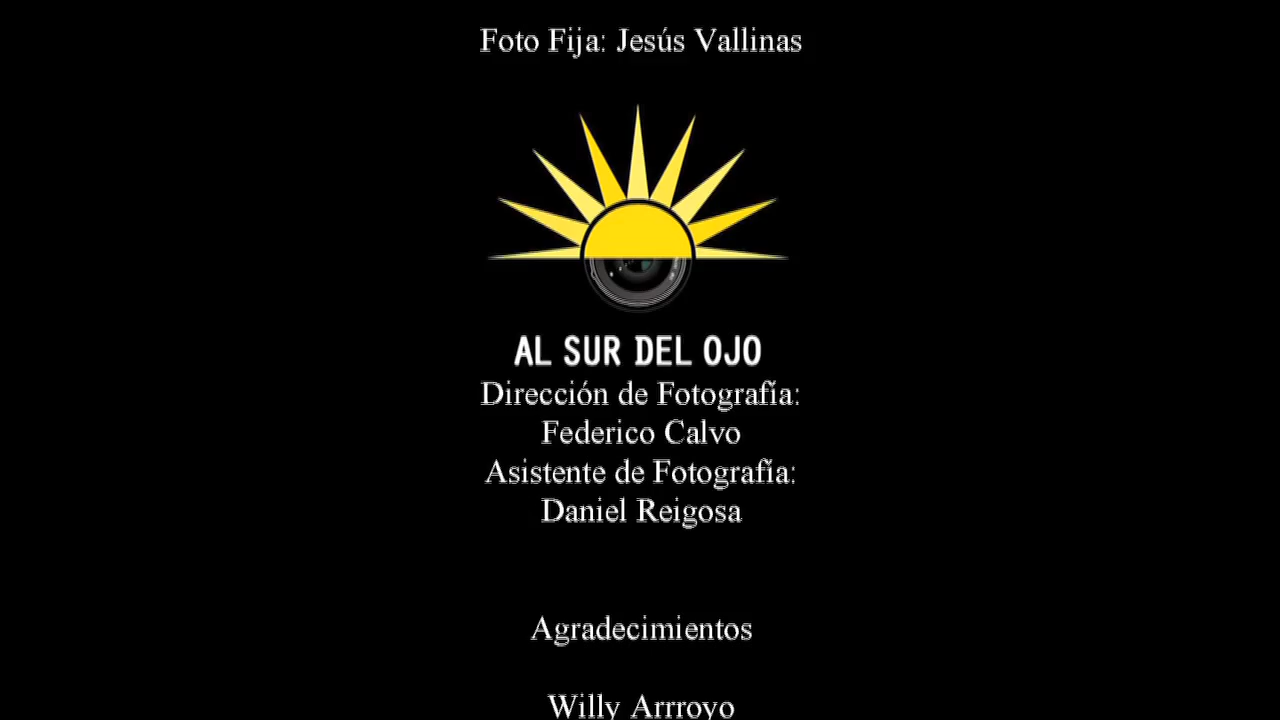 Foto Fija: Jesús Vallinas
AL SUR DEL OJO
Dirección de Fotografía:
Federico Calvo
Asistente de Fotografía:
Daniel Reigosa
Agradecimientos
Willy Arrroyo